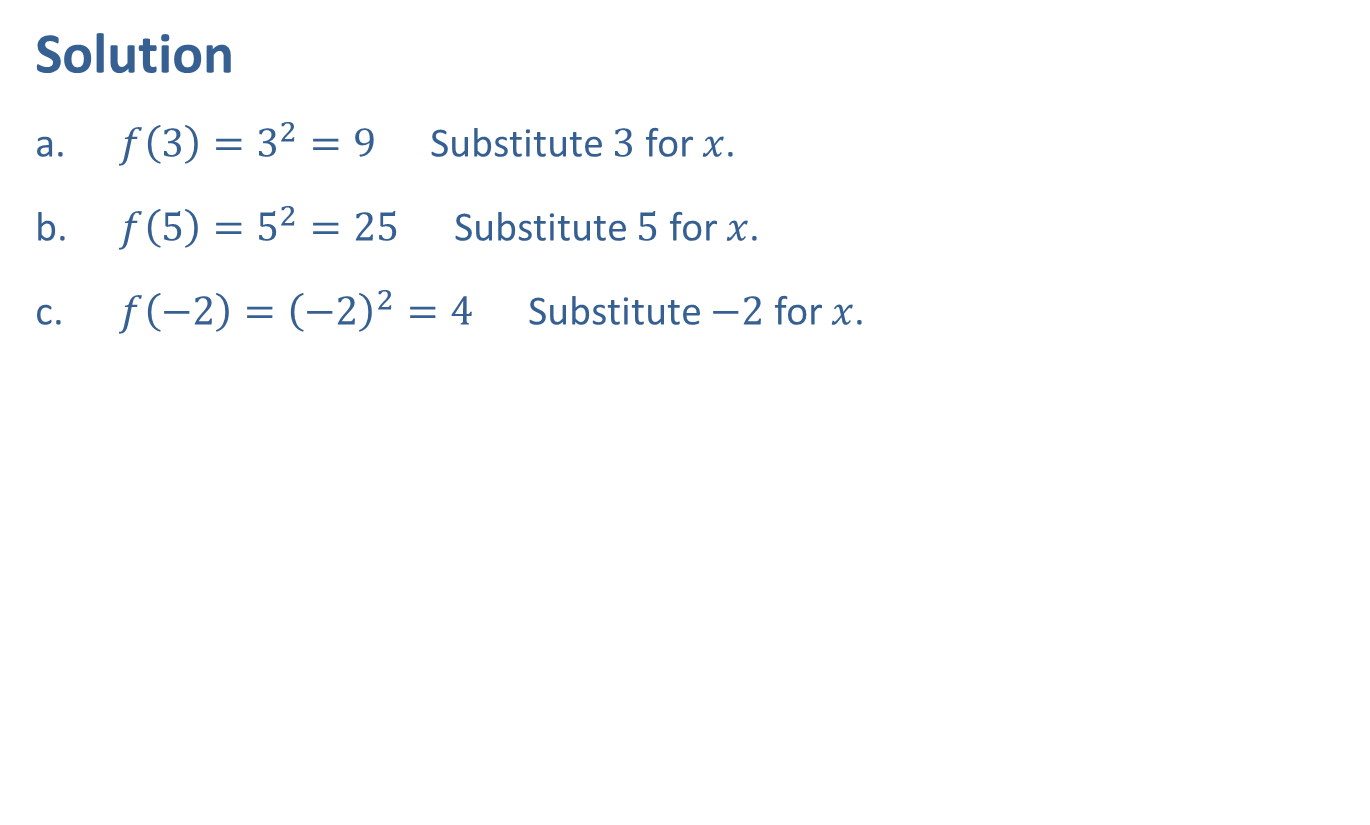 Solution
a. f(3) = 3² = 9 Substitute 3 for x.
b. f(5) = 5² = 25 Substitute 5 for x.
c. f(−2) = (−2)² = 4 Substitute −2 for x.